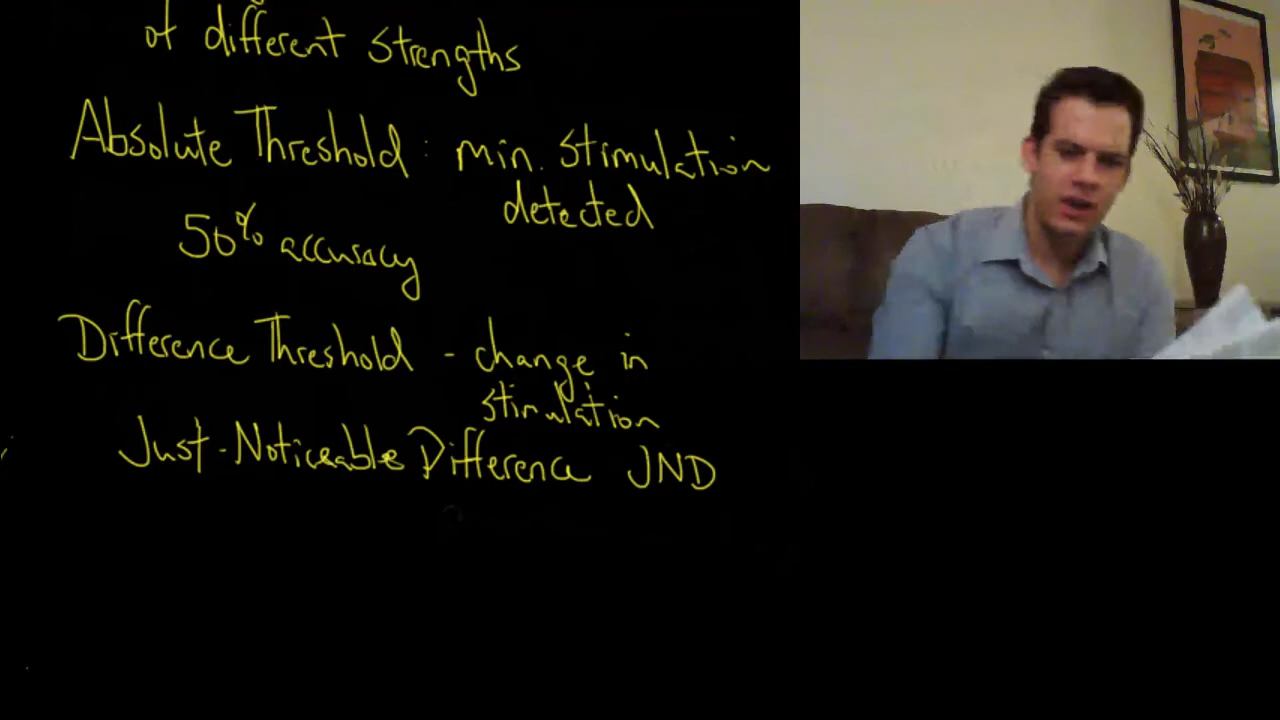 of different strengths
Absolute Threshold : min. stimulation
detected
50% accuracy
Difference Threshold - change in
stimulation
Just-Noticeable Difference JND